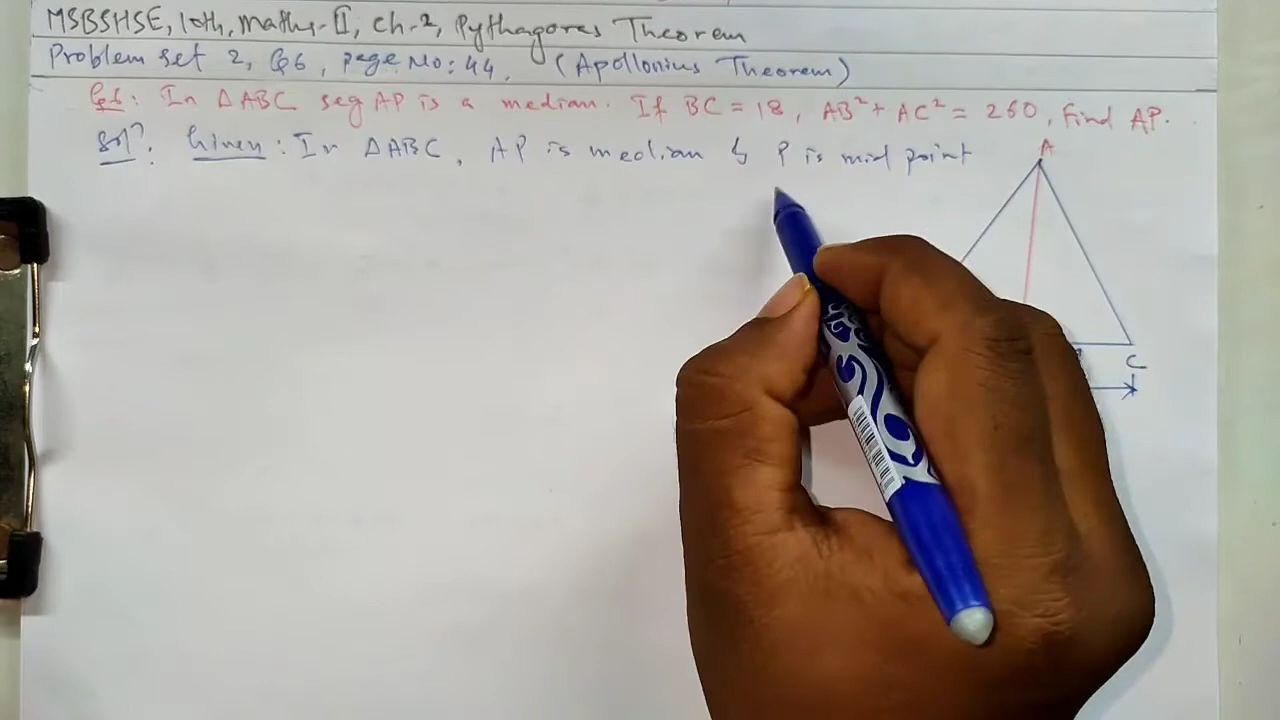 MSBSHSE, 10th, maths-II, ch-2, Pythagoras Theorem
Problem set 2, Q6, page No: 44, (Apollonius Theorem)
Q6: In △ABC seg AP is a median. If BC = 18, AB² + AC² = 260, Find AP.
Solⁿ: Given: In △ABC, AP is median & P is mid point
A
C